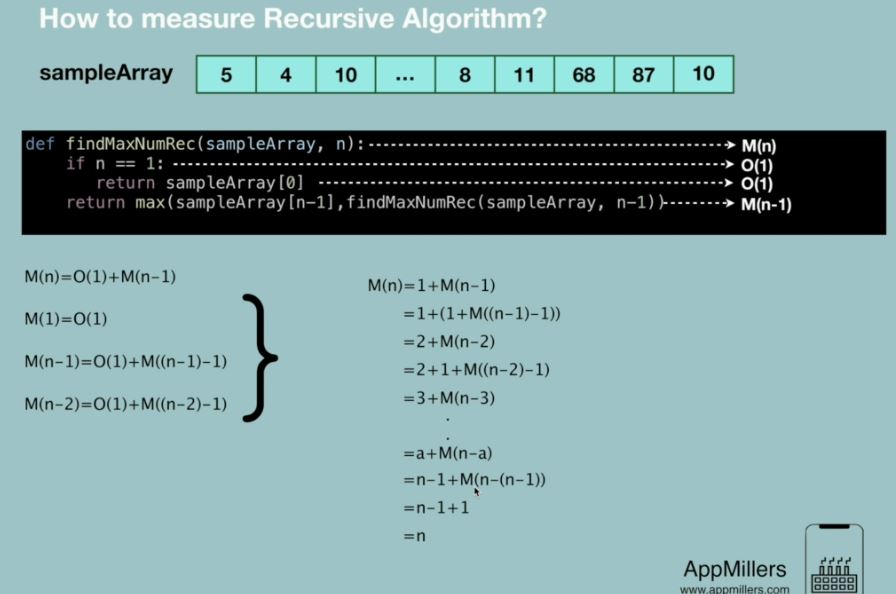 How to measure Recursive Algorithm?
sampleArray 5 4 10 ... 8 11 68 87 10
def findMaxNumRec(sampleArray, n): M(n)
if n == 1: O(1)
return sampleArray[0] O(1)
return max(sampleArray[n-1],findMaxNumRec(sampleArray, n-1)) M(n-1)
M(n)=O(1)+M(n-1)
M(1)=O(1)
M(n-1)=O(1)+M((n-1)-1)
M(n-2)=O(1)+M((n-2)-1)
M(n)=1+M(n-1)
=1+(1+M((n-1)-1))
=2+M(n-2)
=2+1+M((n-2)-1)
=3+M(n-3)
.
.
=a+M(n-a)
=n-1+M(n-(n-1))
=n-1+1
=n
AppMillers
www.appmillers.com